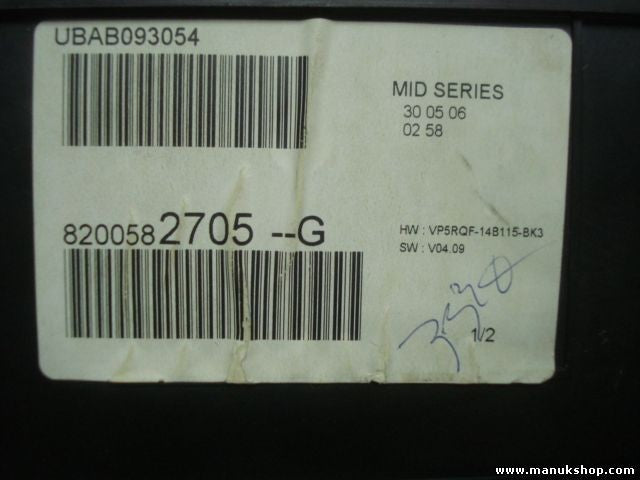 UBAB093054
MID SERIES
30 05 06
02 58
8200582705 --G
HW : VP5RQF-14B115-BK3
SW : V04.09
1/2
www.manukshop.com